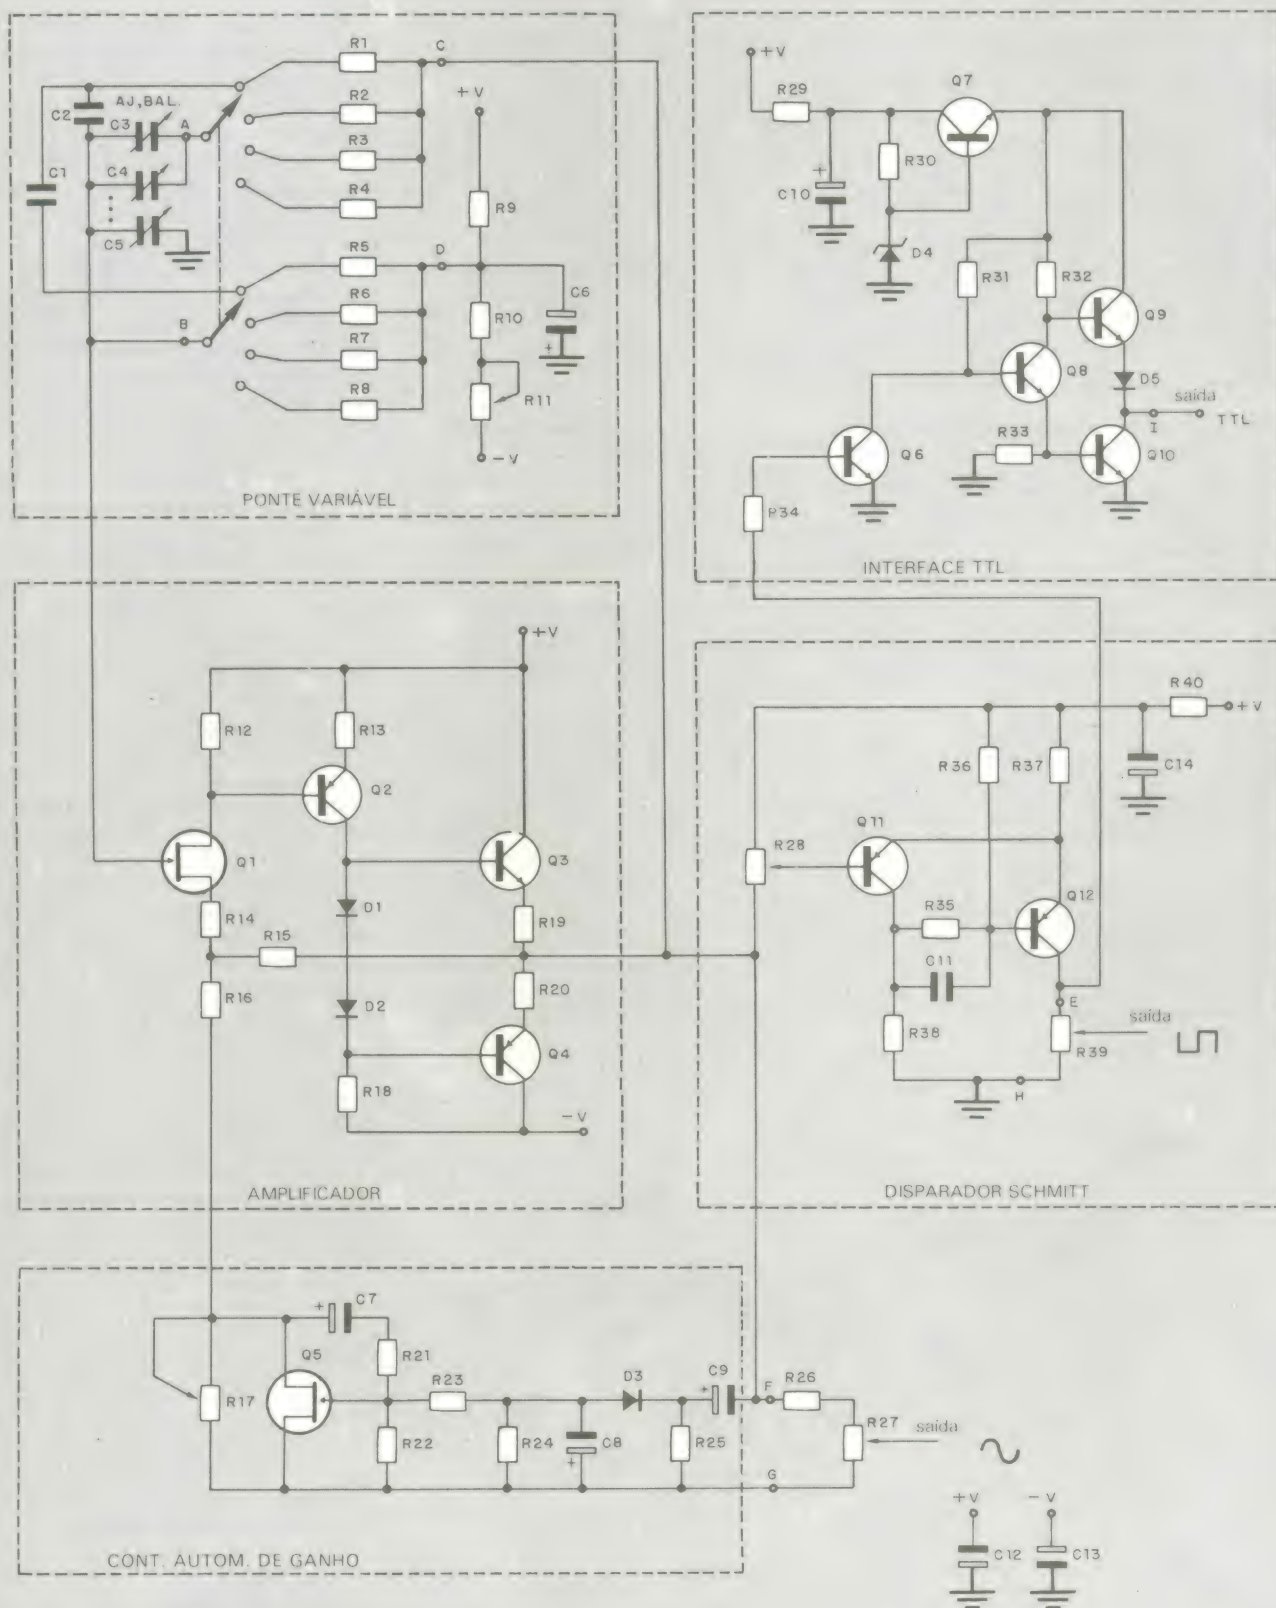 R1
C
R2
+V
AJ,BAL.
C2
C3
A
R3
C4
C1
R4
R9
C5
R5
D
C6
R6
R10
B
R7
+
R8
R11
-V
PONTE VARIÁVEL
+V
Q7
R29
+
R30
C10
D4
R31
R32
Q9
Q8
D5
saída
TTL
I
R33
Q6
Q10
R34
INTERFACE TTL
+V
R12
R13
Q2
Q1
Q3
D1
R14
R19
R15
R16
D2
R20
Q4
R18
-V
AMPLIFICADOR
R40
+V
R36
R37
C14
Q11
R28
R35
Q12
C11
E
saída
R38
R39
H
DISPARADOR SCHMITT
+
C7
Q5
R21
D3
C9
R23
+
F
R26
R17
R27
saída
R22
R24
C8
R25
+
G
+V
-V
C12
C13
CONT. AUTOM. DE GANHO